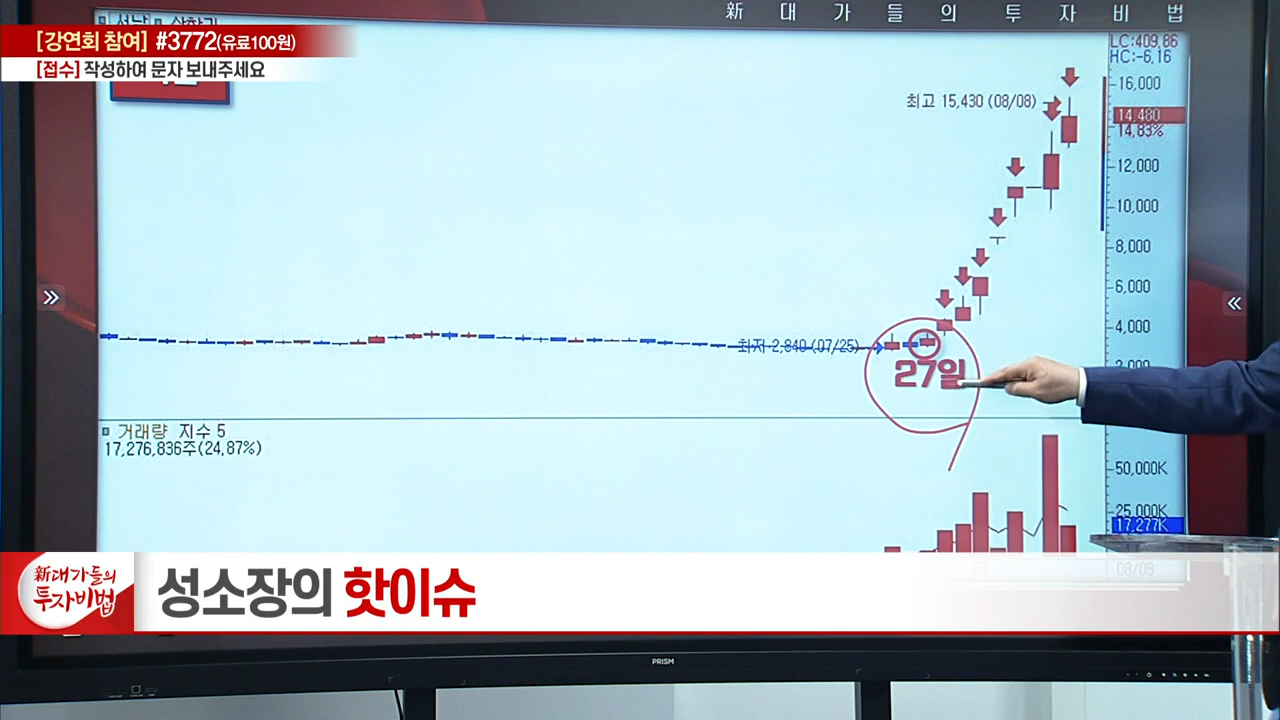 新 대 가 들 의 투 자 비 법
[강연회 참여] #3772(유료100원)
[접수] 작성하여 문자 보내주세요
LC:409.86
HC:-6.16
최고 15,430 (08/08)
16,000
14,480
14.83%
12,000
10,000
8,000
6,000
4,000
2,000
최저 2,840 (07/25)
27일
거래량 지수 5
17,276,836주(24.87%)
50,000K
25,000K
17,277K
08/08
新대가들의
투자비법
성소장의 핫이슈
PRISM